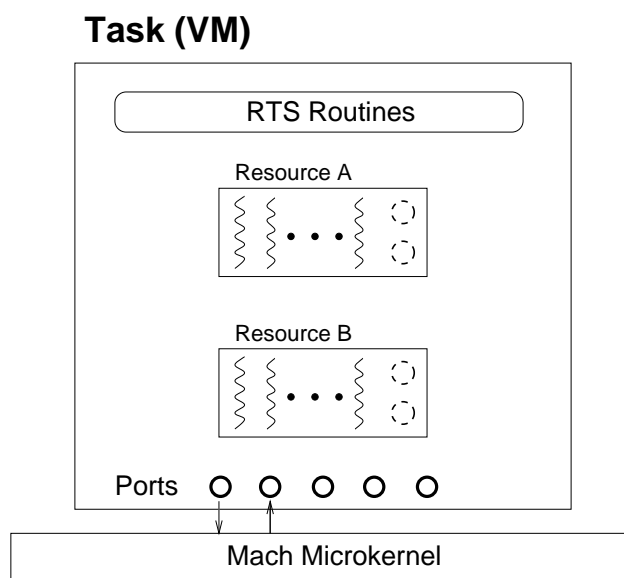 Task (VM)
RTS Routines
Resource A
Resource B
Ports
Mach Microkernel